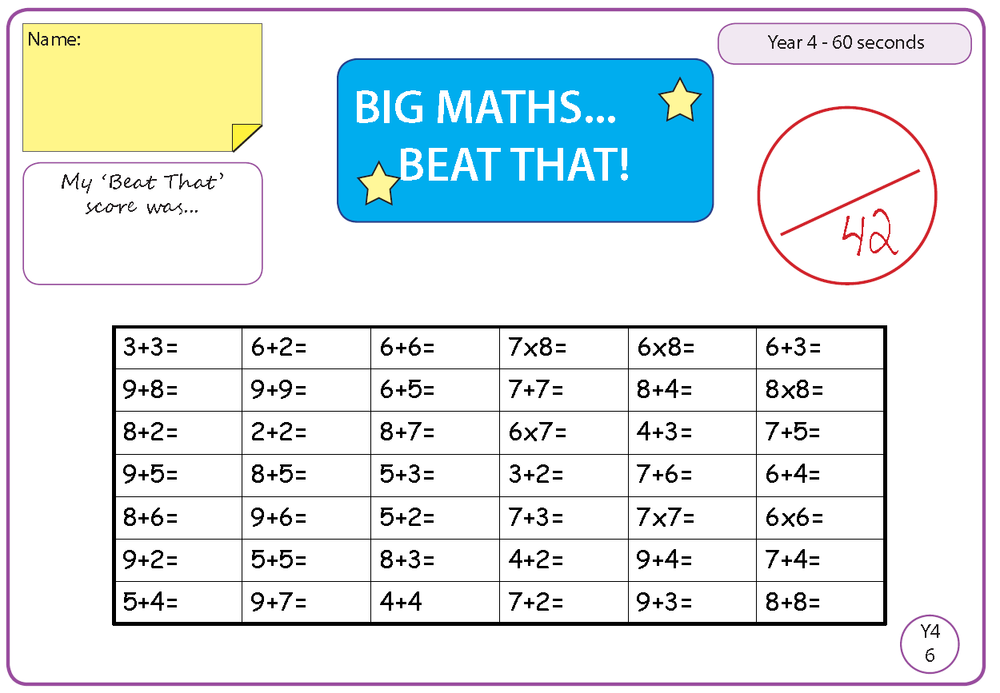 Name:
Year 4 - 60 seconds
BIG MATHS...
BEAT THAT!
My ‘Beat That’
score was...
42
3+3= 6+2= 6+6= 7x8= 6x8= 6+3=
9+8= 9+9= 6+5= 7+7= 8+4= 8x8=
8+2= 2+2= 8+7= 6x7= 4+3= 7+5=
9+5= 8+5= 5+3= 3+2= 7+6= 6+4=
8+6= 9+6= 5+2= 7+3= 7x7= 6x6=
9+2= 5+5= 8+3= 4+2= 9+4= 7+4=
5+4= 9+7= 4+4 7+2= 9+3= 8+8=
Y4
6